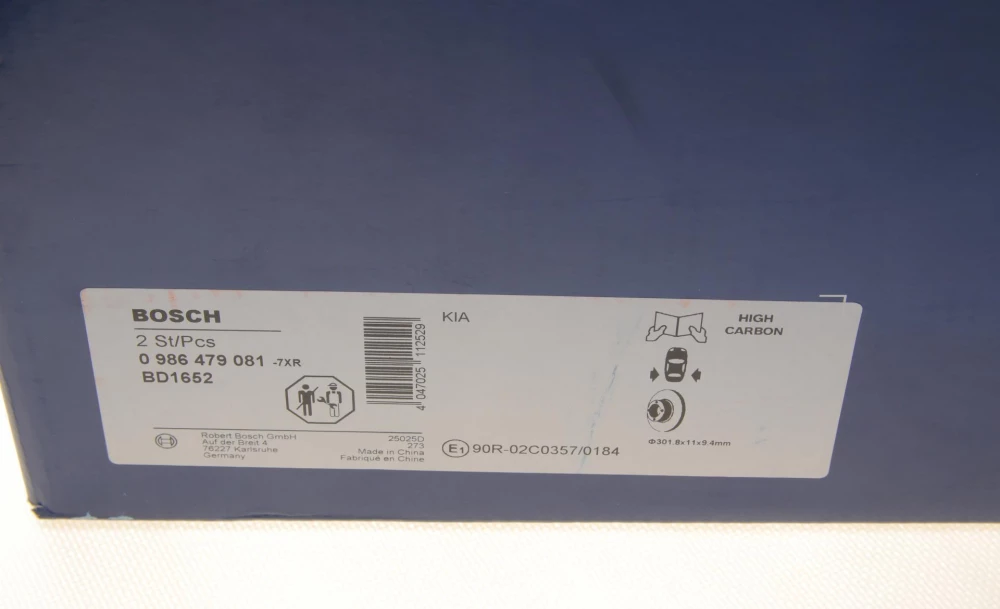 BOSCH
2 St/Pcs
0 986 479 081 -7XR
BD1652
4 047025 112529
Robert Bosch GmbH
Auf der Breit 4
76227 Karlsruhe
Germany
25025D
273
Made in China
Fabriqué en Chine
KIA
E1 90R-02C0357/0184
HIGH
CARBON
Φ301.8x11x9.4mm